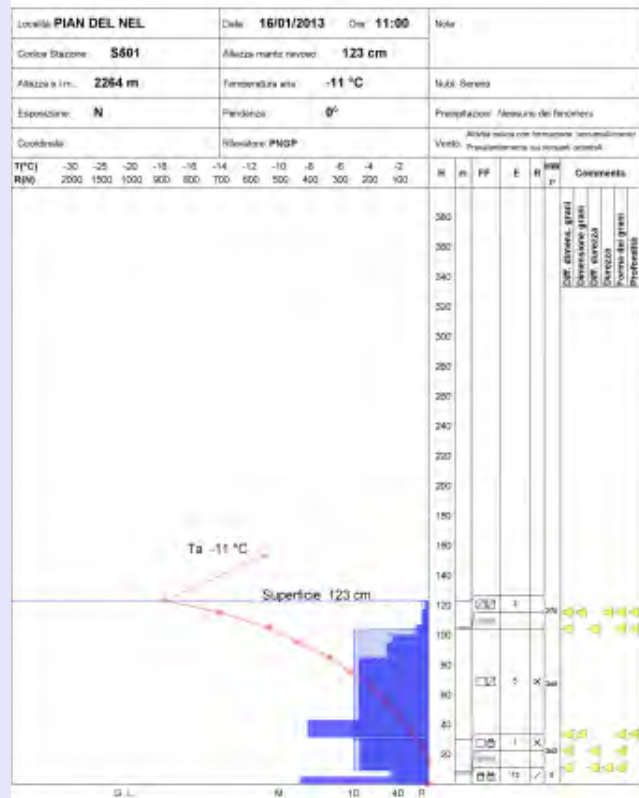 Località PIAN DEL NEL Data 16/01/2013 Ora 11:00 Note
Codice Stazione S501 Altezza manto nevoso 123 cm
Altezza s.l.m. 2264 m Temperatura aria -11 °C Nubi Sereno
Esposizione N Pendenza 0° Precipitazioni Nessuno dei fenomeni
Coordinate Rilevatore PNGP Vento
T(°C) -30 -25 -20 -18 -16 -14 -12 -10 -8 -6 -4 -2
R(N) 2000 1500 1000 900 800 700 600 500 400 300 200 100
H FF E R Commento
Diff. dimens. grani
Dimensione grani
Diff. durezza
Durezza
Forma dei grani
Profondità
380
360
340
320
300
280
260
240
220
200
180
160
Ta -11 °C
140
Superficie 123 cm
120
100
80
60
40
20
G L M 10 40 P